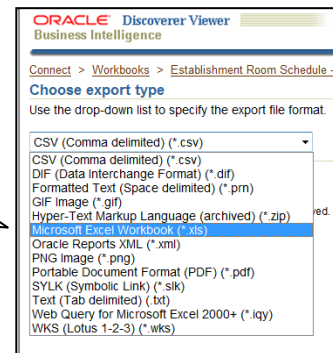 ORACLE Discoverer Viewer
Business Intelligence
Connect > Workbooks > Establishment Room Schedule -
Choose export type
Use the drop-down list to specify the export file format.
CSV (Comma delimited) (*.csv)
CSV (Comma delimited) (*.csv)
DIF (Data Interchange Format) (*.dif)
Formatted Text (Space delimited) (*.prn)
GIF Image (*.gif)
Hyper-Text Markup Language (archived) (*.zip)
Microsoft Excel Workbook (*.xls)
Oracle Reports XML (*.xml)
PNG Image (*.png)
Portable Document Format (PDF) (*.pdf)
SYLK (Symbolic Link) (*.slk)
Text (Tab delimited) (.txt)
Web Query for Microsoft Excel 2000+ (*.iqy)
WKS (Lotus 1-2-3) (*.wks)